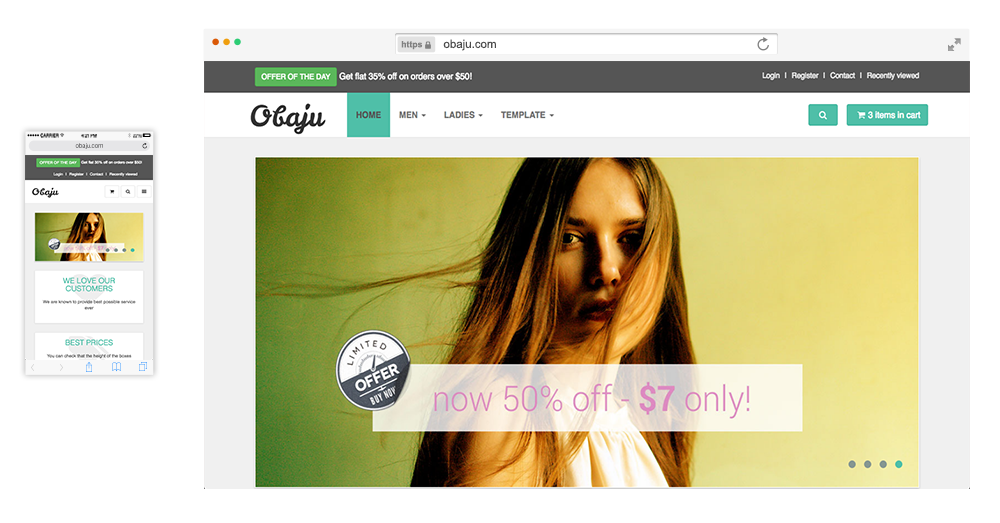 ●●●●● CARRIER 4:21 PM 22%
obaju.com
OFFER OF THE DAY Get flat 35% off on orders over $50!
Login | Register | Contact | Recently viewed
Obaju
now 50% off - $7
WE LOVE OUR
CUSTOMERS
We are known to provide best possible service
ever
BEST PRICES
You can check that the height of the boxes
https obaju.com
OFFER OF THE DAY Get flat 35% off on orders over $50!
Login | Register | Contact | Recently viewed
Obaju HOME MEN LADIES TEMPLATE 3 items in cart
LIMITED
OFFER
BUY NOW
now 50% off - $7 only!